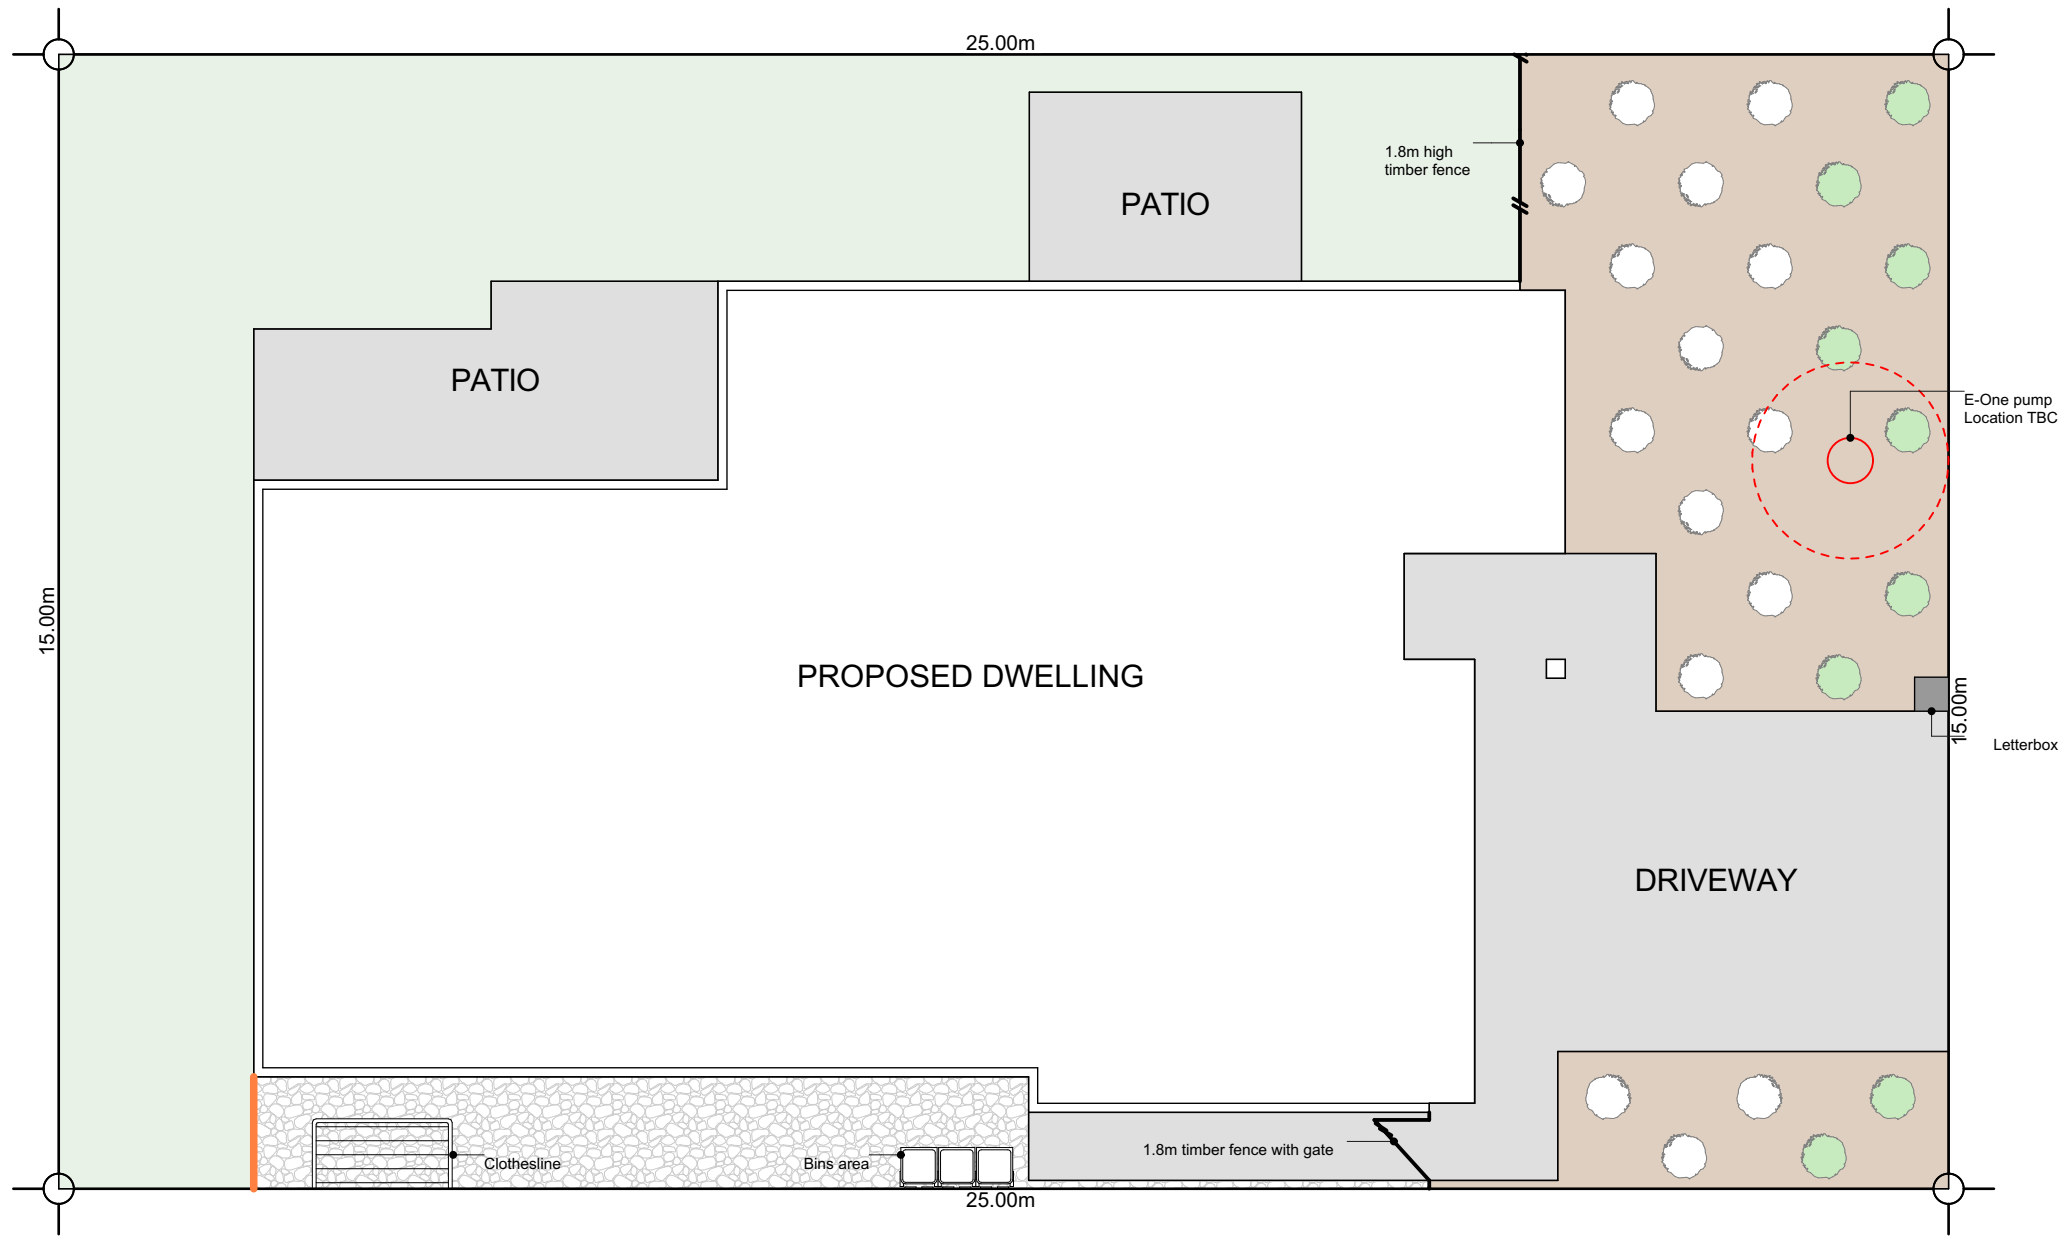 25.00m
1.8m high
timber fence
PATIO
PATIO
E-One pump
Location TBC
15.00m
PROPOSED DWELLING
15.00m
Letterbox
DRIVEWAY
1.8m timber fence with gate
Clothesline
Bins area
25.00m